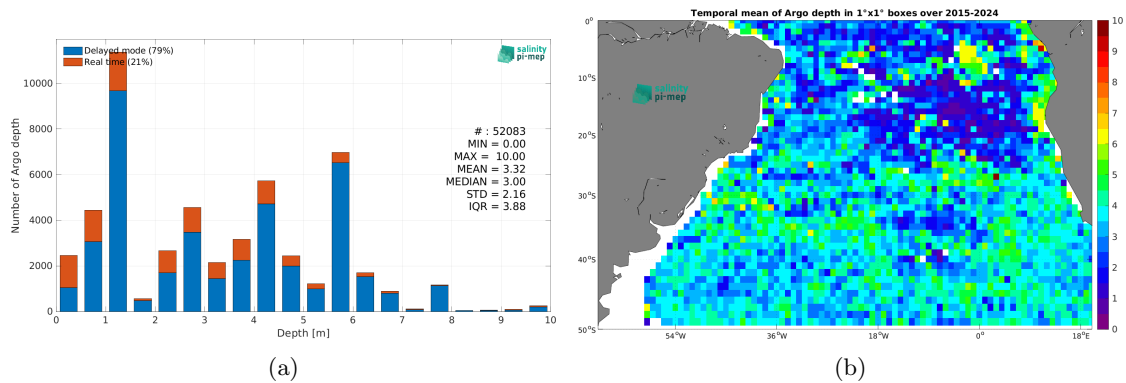 Delayed mode (79%)
Real time (21%)
salinity
pi-mep
# : 52083
MIN = 0.00
MAX = 10.00
MEAN = 3.32
MEDIAN = 3.00
STD = 2.16
IQR = 3.88
Number of Argo depth
10000
8000
6000
4000
2000
0
0 1 2 3 4 5 6 7 8 9 10
Depth [m]
(a)
Temporal mean of Argo depth in 1°x1° boxes over 2015-2024
salinity
pi-mep
0°
10°S
20°S
30°S
40°S
50°S
54°W 36°W 18°W 0° 18°E
10
9
8
7
6
5
4
3
2
1
0
(b)